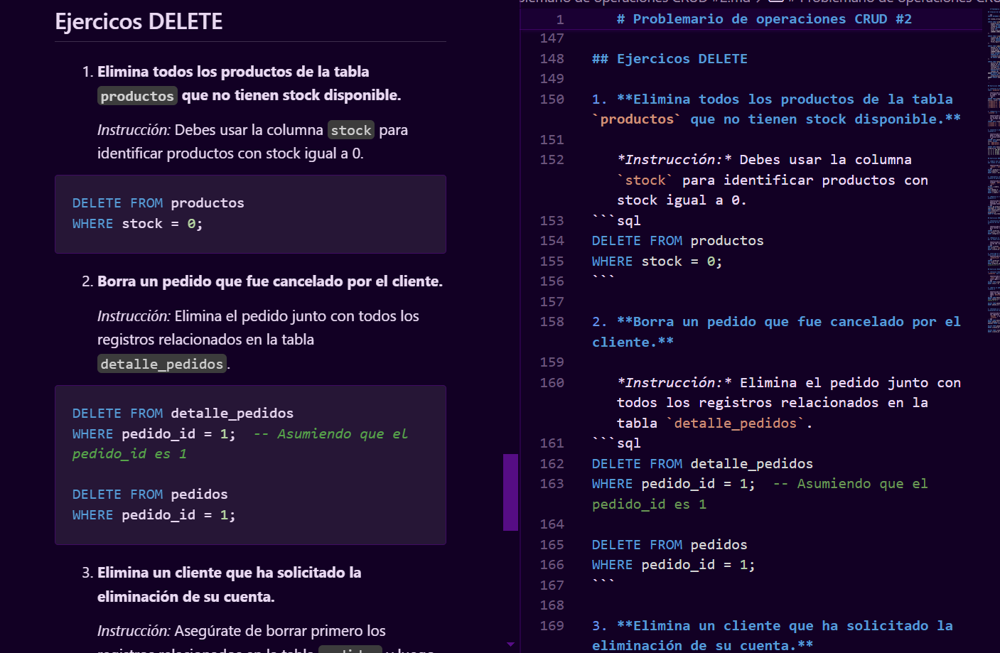 Ejercicos DELETE
1. Elimina todos los productos de la tabla
productos que no tienen stock disponible.
Instrucción: Debes usar la columna stock para
identificar productos con stock igual a 0.
DELETE FROM productos
WHERE stock = 0;
2. Borra un pedido que fue cancelado por el cliente.
Instrucción: Elimina el pedido junto con todos los
registros relacionados en la tabla
detalle_pedidos.
DELETE FROM detalle_pedidos
WHERE pedido_id = 1;  -- Asumiendo que el
pedido_id es 1
DELETE FROM pedidos
WHERE pedido_id = 1;
3. Elimina un cliente que ha solicitado la
eliminación de su cuenta.
Instrucción: Asegúrate de borrar primero los
1 # Problemario de operaciones CRUD #2
147
148 ## Ejercicos DELETE
149
150 1. **Elimina todos los productos de la tabla
`productos` que no tienen stock disponible.**
151
152 *Instrucción:* Debes usar la columna
`stock` para identificar productos con
stock igual a 0.
153 ```sql
154 DELETE FROM productos
155 WHERE stock = 0;
156 ```
157
158 2. **Borra un pedido que fue cancelado por el
cliente.**
159
160 *Instrucción:* Elimina el pedido junto con
todos los registros relacionados en la
tabla `detalle_pedidos`.
161 ```sql
162 DELETE FROM detalle_pedidos
163 WHERE pedido_id = 1;  -- Asumiendo que el
pedido_id es 1
164
165 DELETE FROM pedidos
166 WHERE pedido_id = 1;
167 ```
168
169 3. **Elimina un cliente que ha solicitado la
eliminación de su cuenta.**